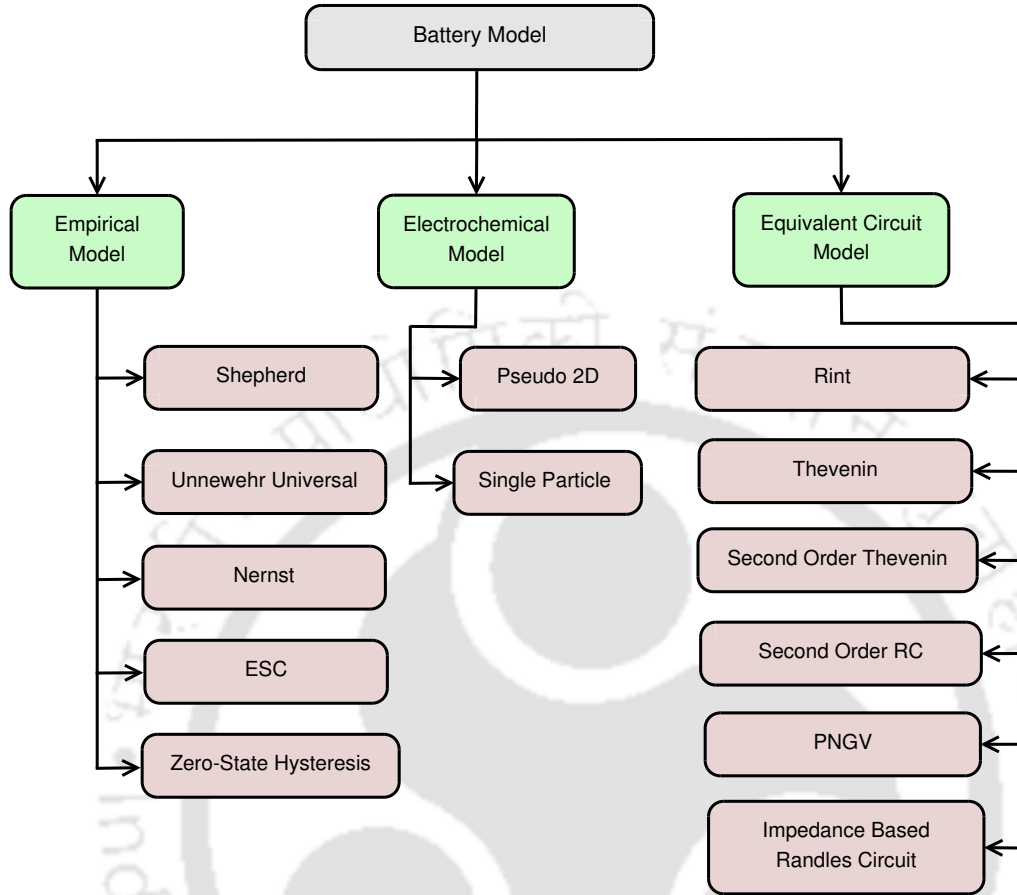 Battery Model
Empirical
Model
Electrochemical
Model
Equivalent Circuit
Model
Shepherd
Unnewehr Universal
Nernst
ESC
Zero-State Hysteresis
Pseudo 2D
Single Particle
Rint
Thevenin
Second Order Thevenin
Second Order RC
PNGV
Impedance Based
Randles Circuit